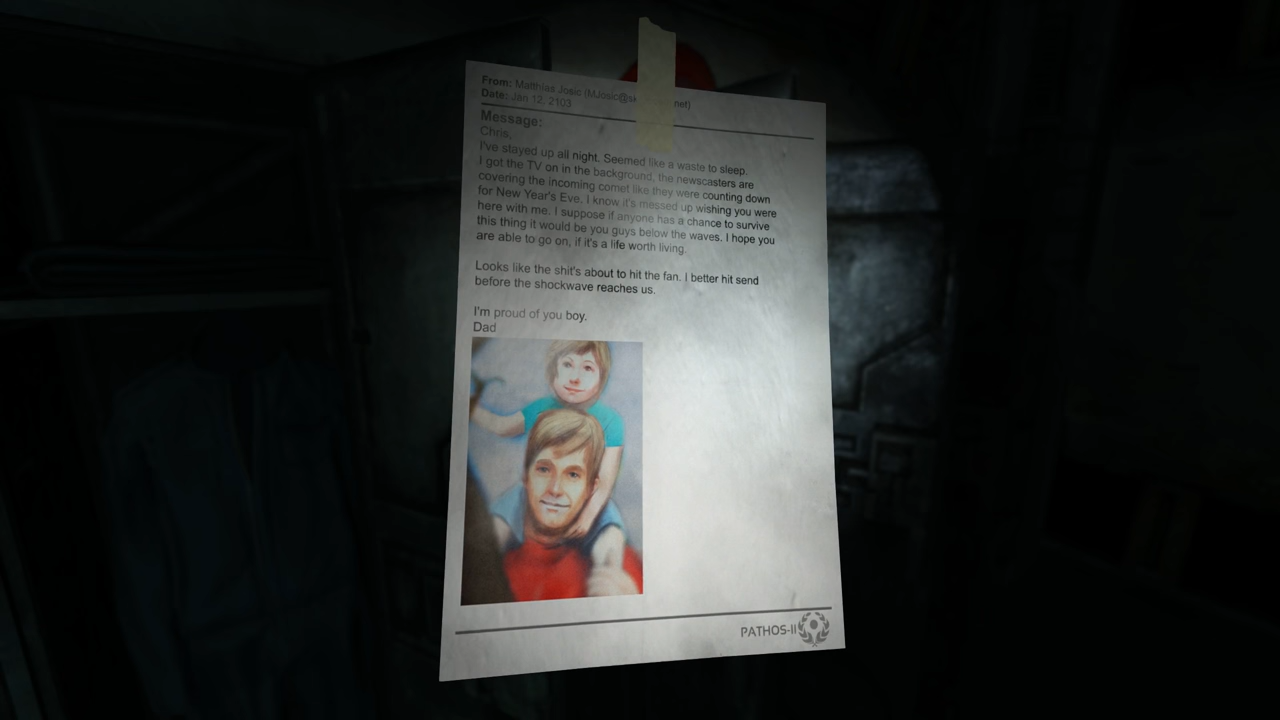 From: Matthias Josic (MJosic@sk net)
Date: Jan 12, 2103
Message:
Chris,
I've stayed up all night. Seemed like a waste to sleep.
I got the TV on in the background, the newscasters are
covering the incoming comet like they were counting down
for New Year's Eve. I know it's messed up wishing you were
here with me. I suppose if anyone has a chance to survive
this thing it would be you guys below the waves. I hope you
are able to go on, if it's a life worth living.
Looks like the shit's about to hit the fan. I better hit send
before the shockwave reaches us.
I'm proud of you boy.
Dad
PATHOS-II